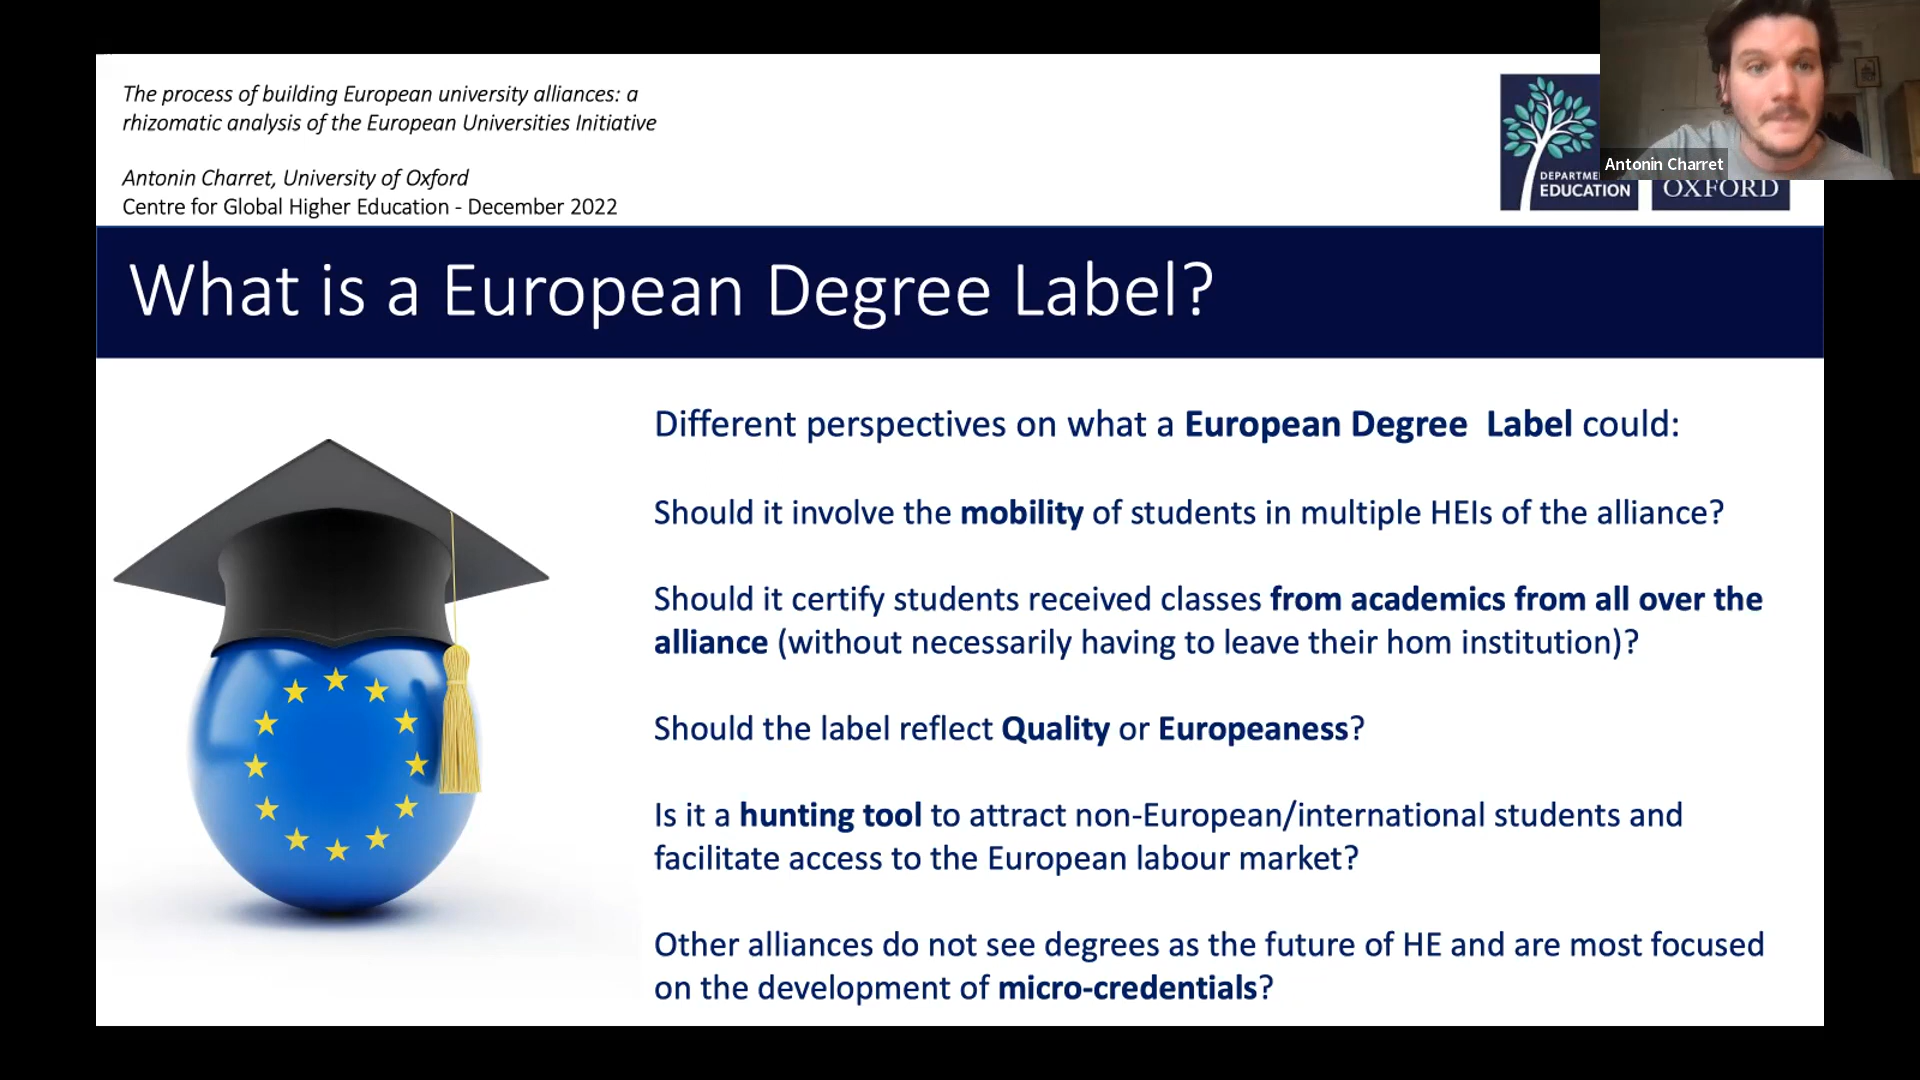 The process of building European university alliances: a
rhizomatic analysis of the European Universities Initiative
Antonin Charret, University of Oxford
Centre for Global Higher Education - December 2022
EDUCATION
OXFORD
Antonin Charret
What is a European Degree Label?
Different perspectives on what a European Degree Label could:
Should it involve the mobility of students in multiple HEIs of the alliance?
Should it certify students received classes from academics from all over the
alliance (without necessarily having to leave their hom institution)?
Should the label reflect Quality or Europeaness?
Is it a hunting tool to attract non-European/international students and
facilitate access to the European labour market?
Other alliances do not see degrees as the future of HE and are most focused
on the development of micro-credentials?